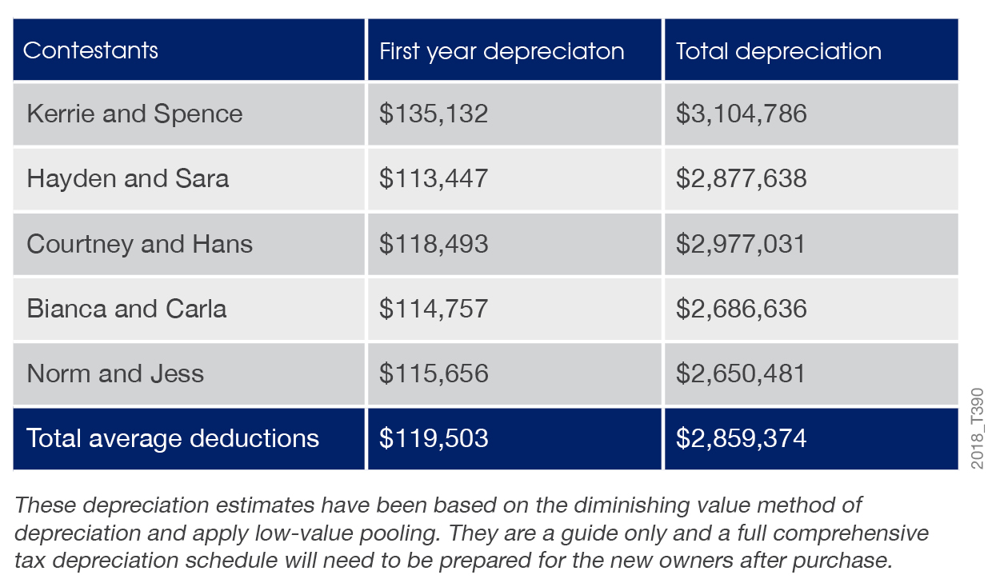 Contestants First year depreciaton Total depreciation
Kerrie and Spence $135,132 $3,104,786
Hayden and Sara $113,447 $2,877,638
Courtney and Hans $118,493 $2,977,031
Bianca and Carla $114,757 $2,686,636
Norm and Jess $115,656 $2,650,481
Total average deductions $119,503 $2,859,374
2018_T390
These depreciation estimates have been based on the diminishing value method of
depreciation and apply low-value pooling. They are a guide only and a full comprehensive
tax depreciation schedule will need to be prepared for the new owners after purchase.